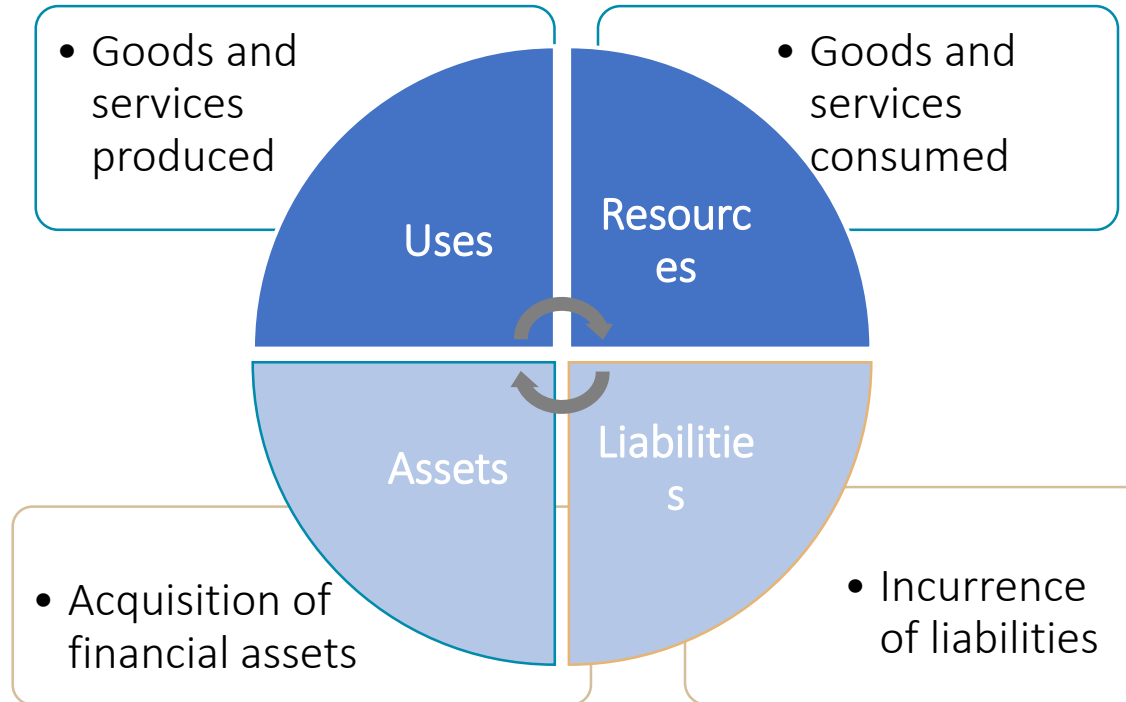 • Goods and
services
produced
• Goods and
services
consumed
Uses
Resourc
es
Assets
Liabilitie
s
• Acquisition of
financial assets
• Incurrence
of liabilities